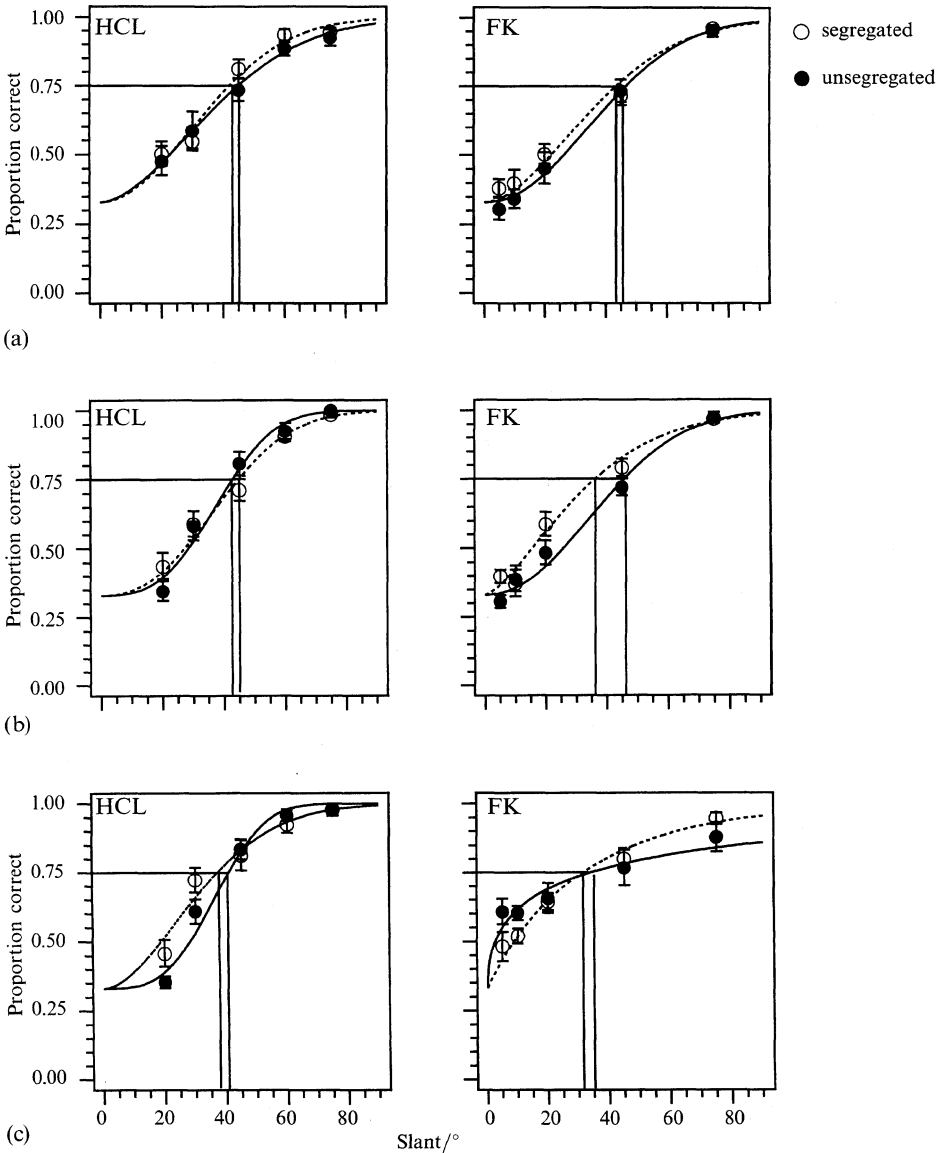 HCL
FK
segregated
unsegregated
Proportion correct
1.00
0.75
0.50
0.25
0.00
(a)
HCL
FK
Proportion correct
1.00
0.75
0.50
0.25
0.00
(b)
HCL
FK
Proportion correct
1.00
0.75
0.50
0.25
0.00
0 20 40 60 80
0 20 40 60 80
(c)
Slant/°